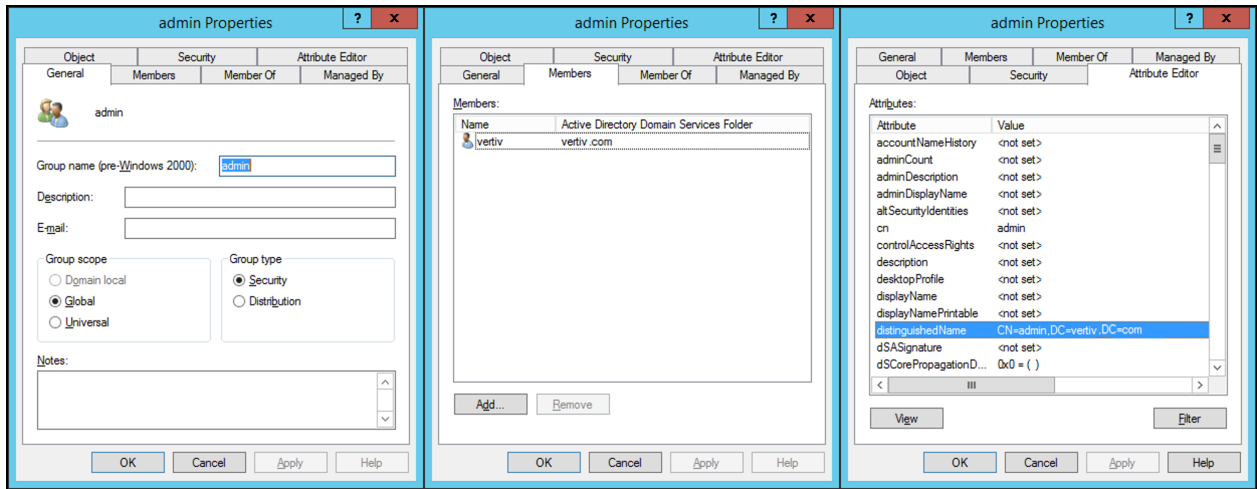 admin Properties
?
x
Object
Security
Attribute Editor
General
Members
Member Of
Managed By
admin
Group name (pre-Windows 2000):
admin
Description:
E-mail:
Group scope
Group type
Domain local
Security
Global
Distribution
Universal
Notes:
OK
Cancel
Apply
Help
admin Properties
?
x
Object
Security
Attribute Editor
General
Members
Member Of
Managed By
Members:
Name Active Directory Domain Services Folder
vertiv vertiv .com
Add...
Remove
OK
Cancel
Apply
Help
admin Properties
?
x
General
Members
Member Of
Managed By
Object
Security
Attribute Editor
Attributes:
Attribute Value
accountNameHistory <not set>
adminCount <not set>
adminDescription <not set>
adminDisplayName <not set>
altSecurityIdentities <not set>
cn admin
controlAccessRights <not set>
description <not set>
desktopProfile <not set>
displayName <not set>
displayNamePrintable <not set>
distinguishedName CN=admin,DC=vertiv ,DC=com
dSASignature <not set>
dSCorePropagationD... 0x0 = ( )
View
Filter
OK
Cancel
Apply
Help